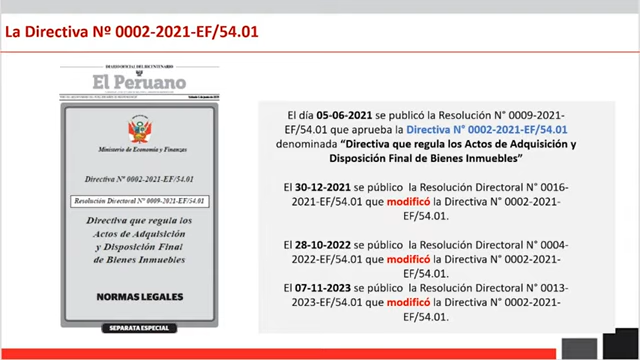 La Directiva Nº 0002-2021-EF/54.01
DIARIO OFICIAL DEL BICENTENARIO
El Peruano
Ministerio de Economía y Finanzas
Directiva Nº 0002-2021-EF/54.01
Resolución Directoral Nº 0009-2021-EF/54.01
Directiva que regula los
Actos de Adquisición
y Disposición Final
de Bienes Inmuebles
NORMAS LEGALES
SEPARATA ESPECIAL
El día 05-06-2021 se publicó la Resolución N° 0009-2021-
EF/54.01 que aprueba la Directiva N° 0002-2021-EF/54.01
denominada “Directiva que regula los Actos de Adquisición y
Disposición Final de Bienes Inmuebles”
El 30-12-2021 se público la Resolución Directoral N° 0016-
2021-EF/54.01 que modificó la Directiva N° 0002-2021-
EF/54.01.
El 28-10-2022 se público la Resolución Directoral N° 0004-
2022-EF/54.01 que modificó la Directiva N° 0002-2021-
EF/54.01.
El 07-11-2023 se público la Resolución Directoral N° 0013-
2023-EF/54.01 que modificó la Directiva N° 0002-2021-
EF/54.01.